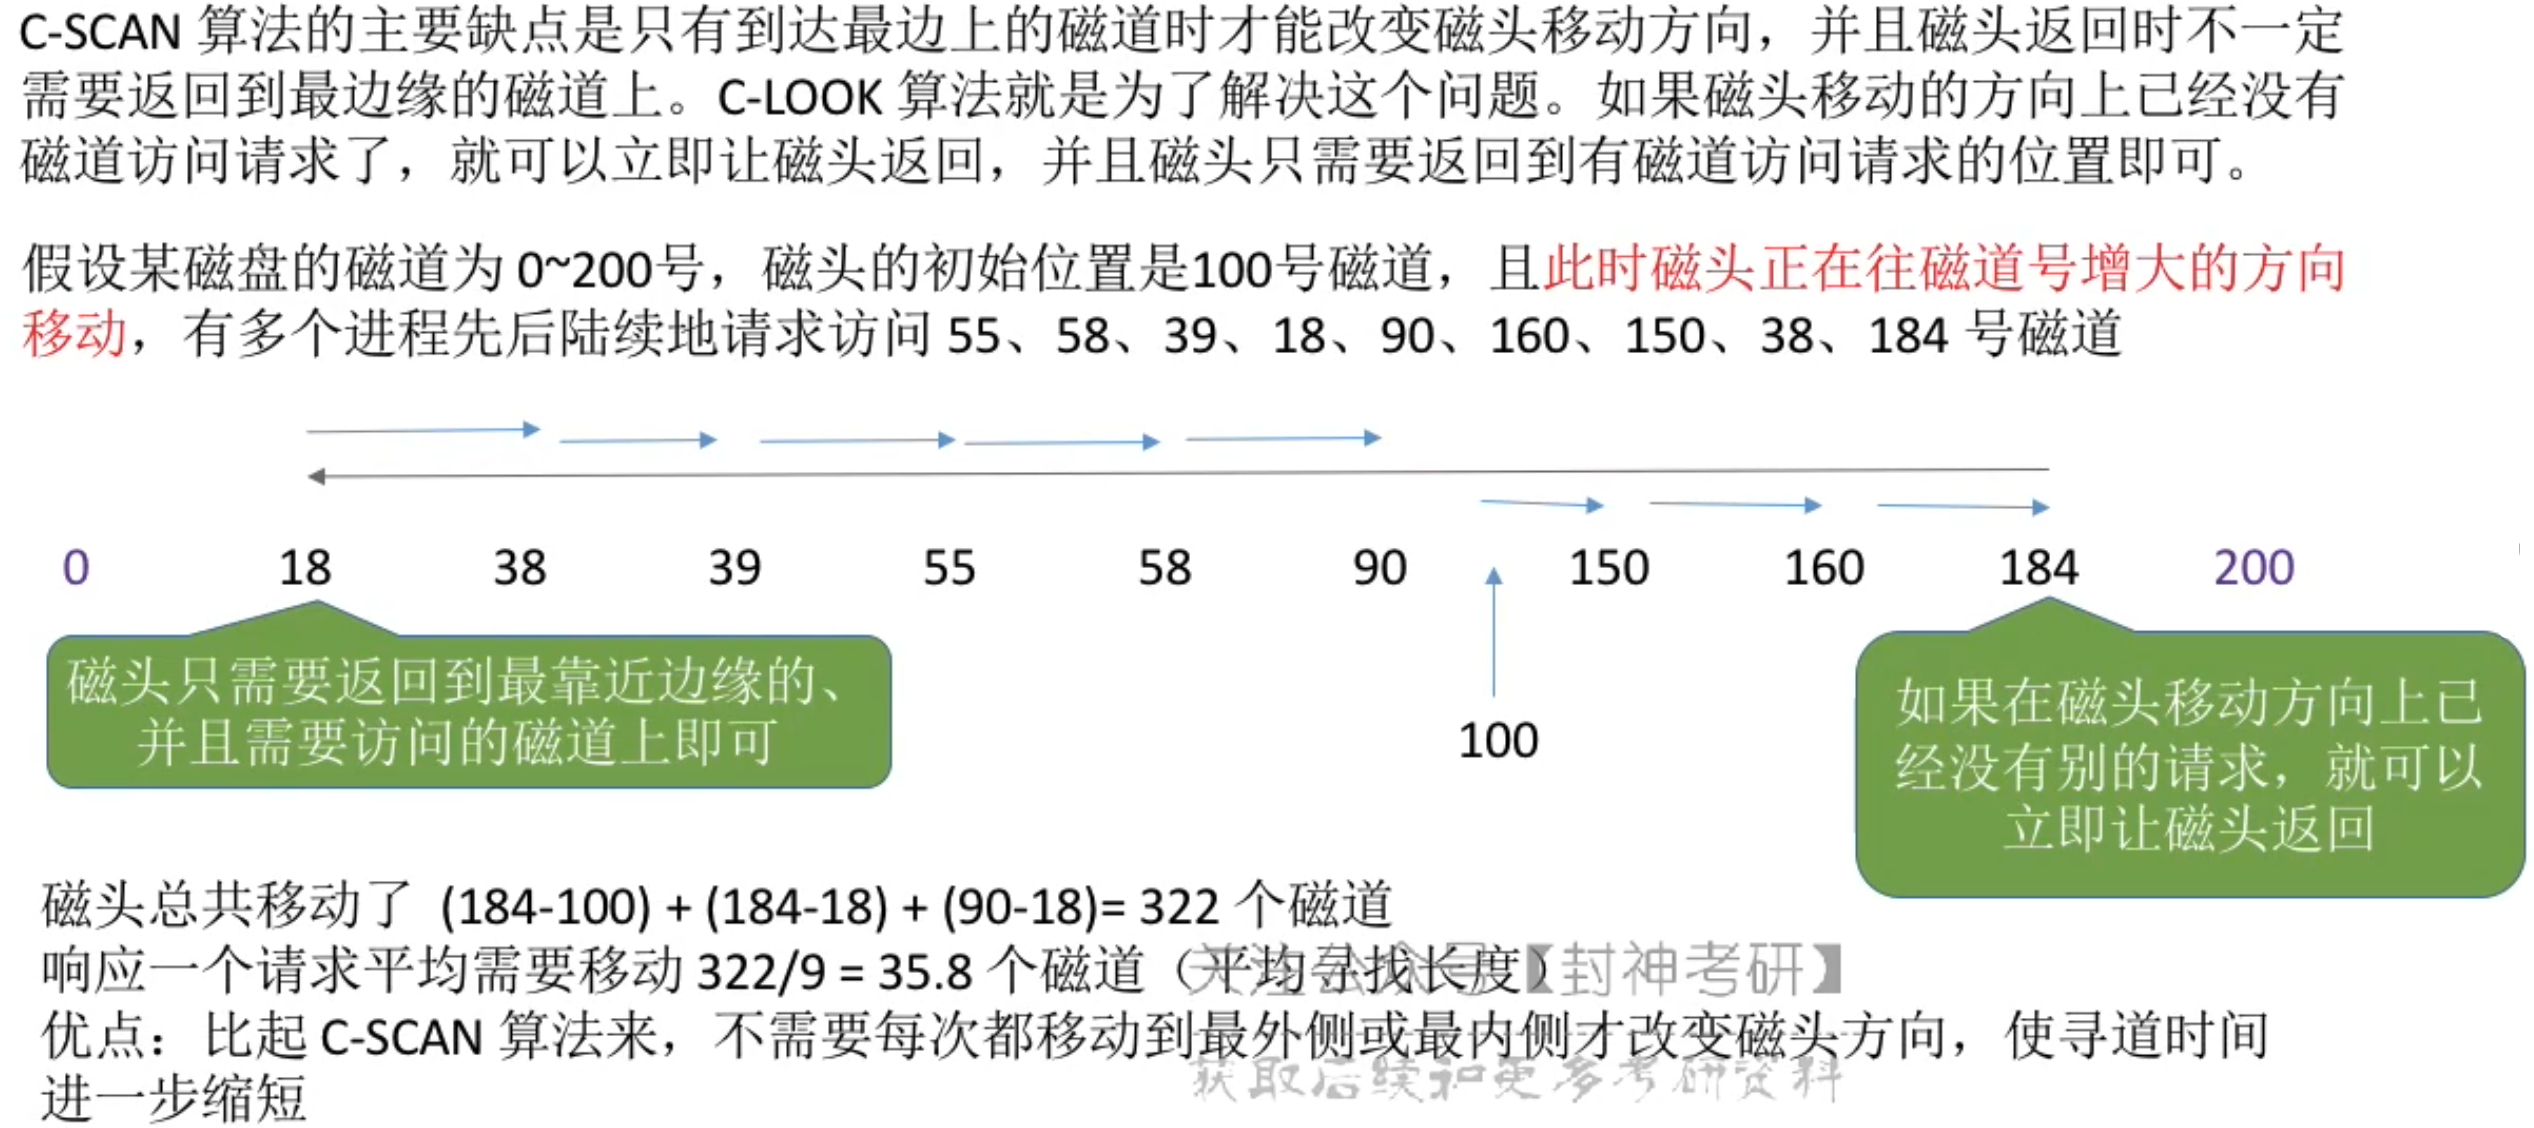 C-SCAN 算法的主要缺点是只有到达最边上的磁道时才能改变磁头移动方向，并且磁头返回时不一定
需要返回到最边缘的磁道上。C-LOOK 算法就是为了解决这个问题。如果磁头移动的方向上已经没有
磁道访问请求了，就可以立即让磁头返回，并且磁头只需要返回到有磁道访问请求的位置即可。
假设某磁盘的磁道为 0~200号，磁头的初始位置是100号磁道，且此时磁头正在往磁道号增大的方向
移动，有多个进程先后陆续地请求访问 55、58、39、18、90、160、150、38、184 号磁道
0 18 38 39 55 58 90 150 160 184 200
100
磁头只需要返回到最靠近边缘的、
并且需要访问的磁道上即可
如果在磁头移动方向上已
经没有别的请求，就可以
立即让磁头返回
磁头总共移动了 (184-100) + (184-18) + (90-18)= 322 个磁道
响应一个请求平均需要移动 322/9 = 35.8 个磁道（平均寻找长度）
关注公众号【封神考研】
优点：比起 C-SCAN 算法来，不需要每次都移动到最外侧或最内侧才改变磁头方向，使寻道时间
进一步缩短
获取后续和更多考研资料